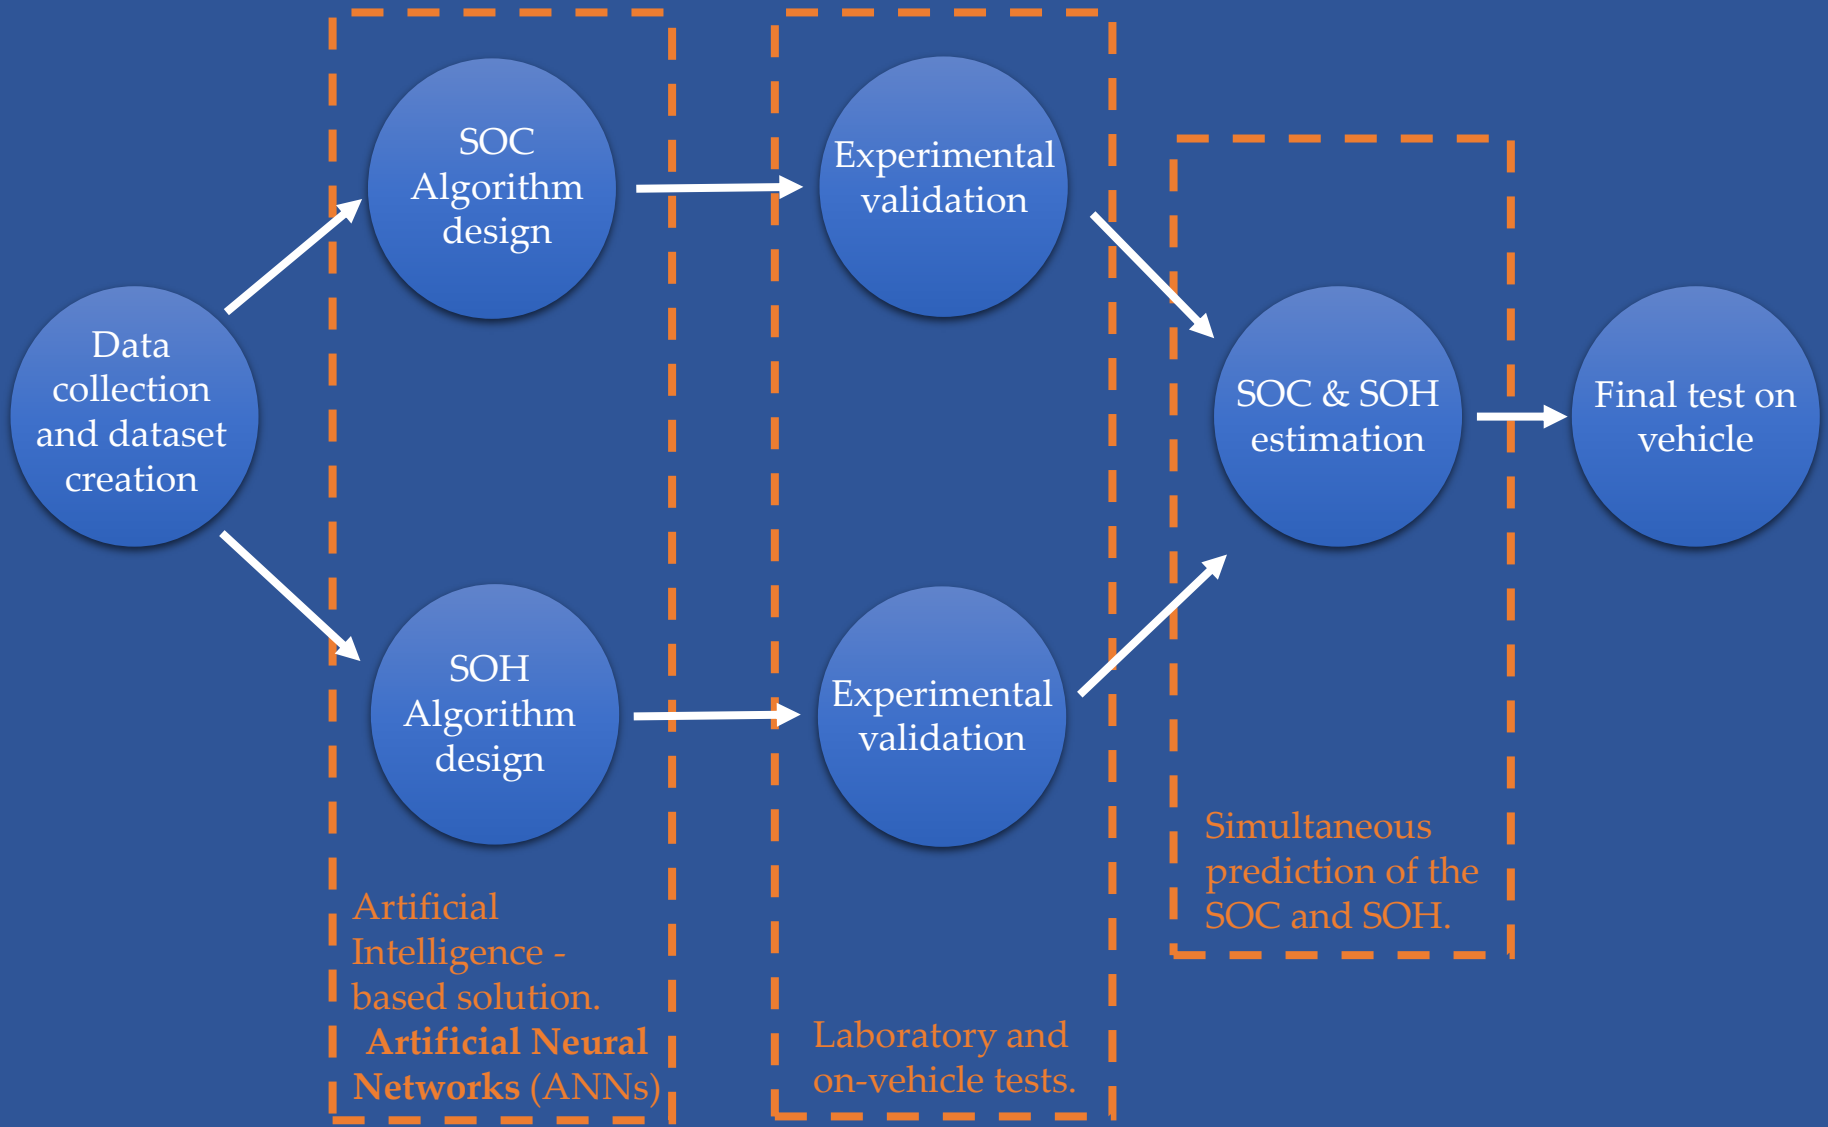 Data
collection
and dataset
creation
SOC
Algorithm
design
Experimental
validation
SOH
Algorithm
design
Experimental
validation
SOC & SOH
estimation
Final test on
vehicle
Artificial
Intelligence -
based solution.
Artificial Neural
Networks (ANNs)
Laboratory and
on-vehicle tests.
Simultaneous
prediction of the
SOC and SOH.